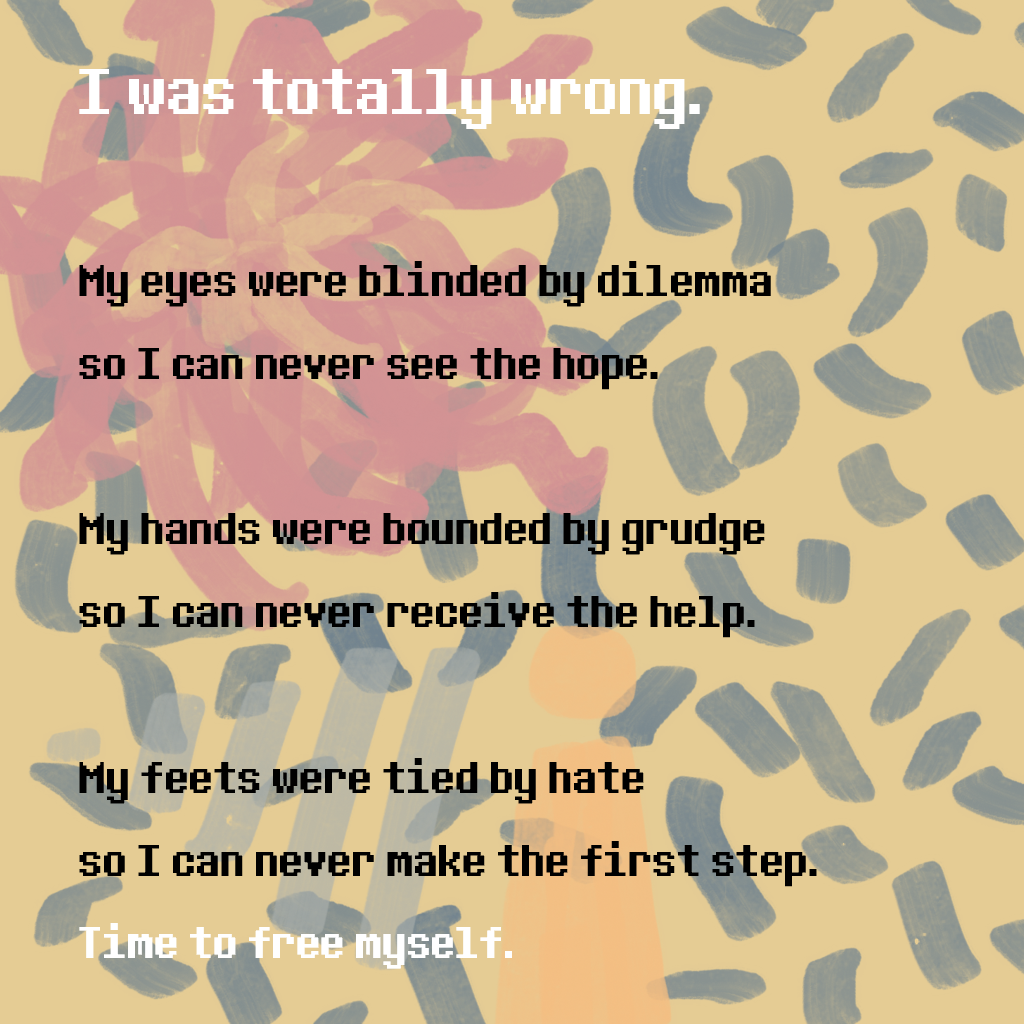 I was totally wrong.
My eyes were blinded by dilemma
so I can never see the hope.
My hands were bounded by grudge
so I can never receive the help.
My feets were tied by hate
so I can never make the first step.
Time to free myself.